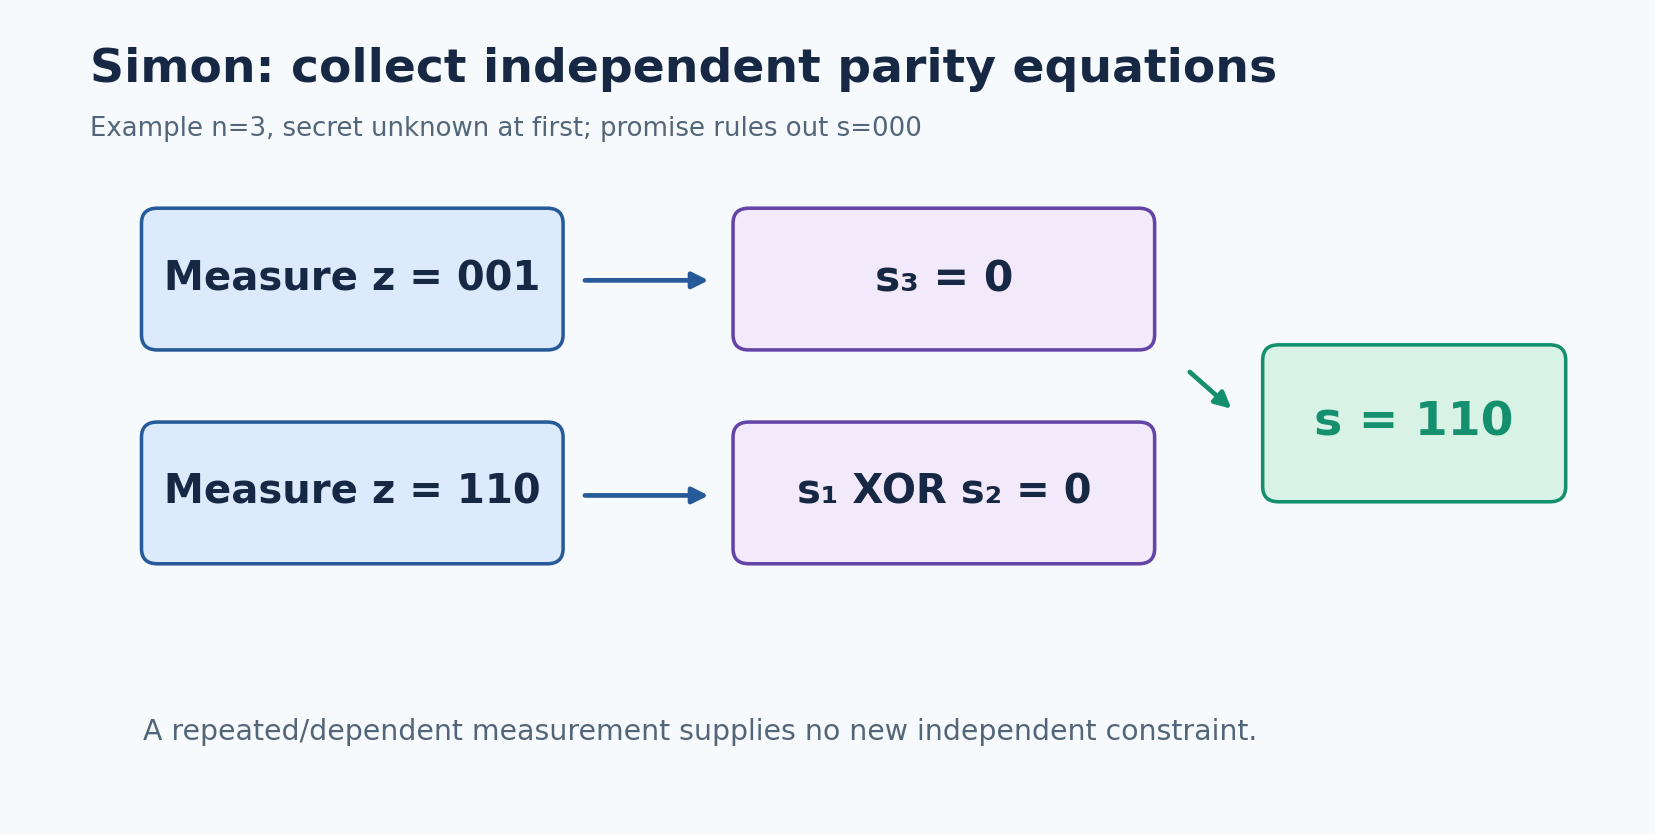 Simon: collect independent parity equations
Example n=3, secret unknown at first; promise rules out s=000
Measure z = 001
s₃ = 0
Measure z = 110
s₁ XOR s₂ = 0
s = 110
A repeated/dependent measurement supplies no new independent constraint.